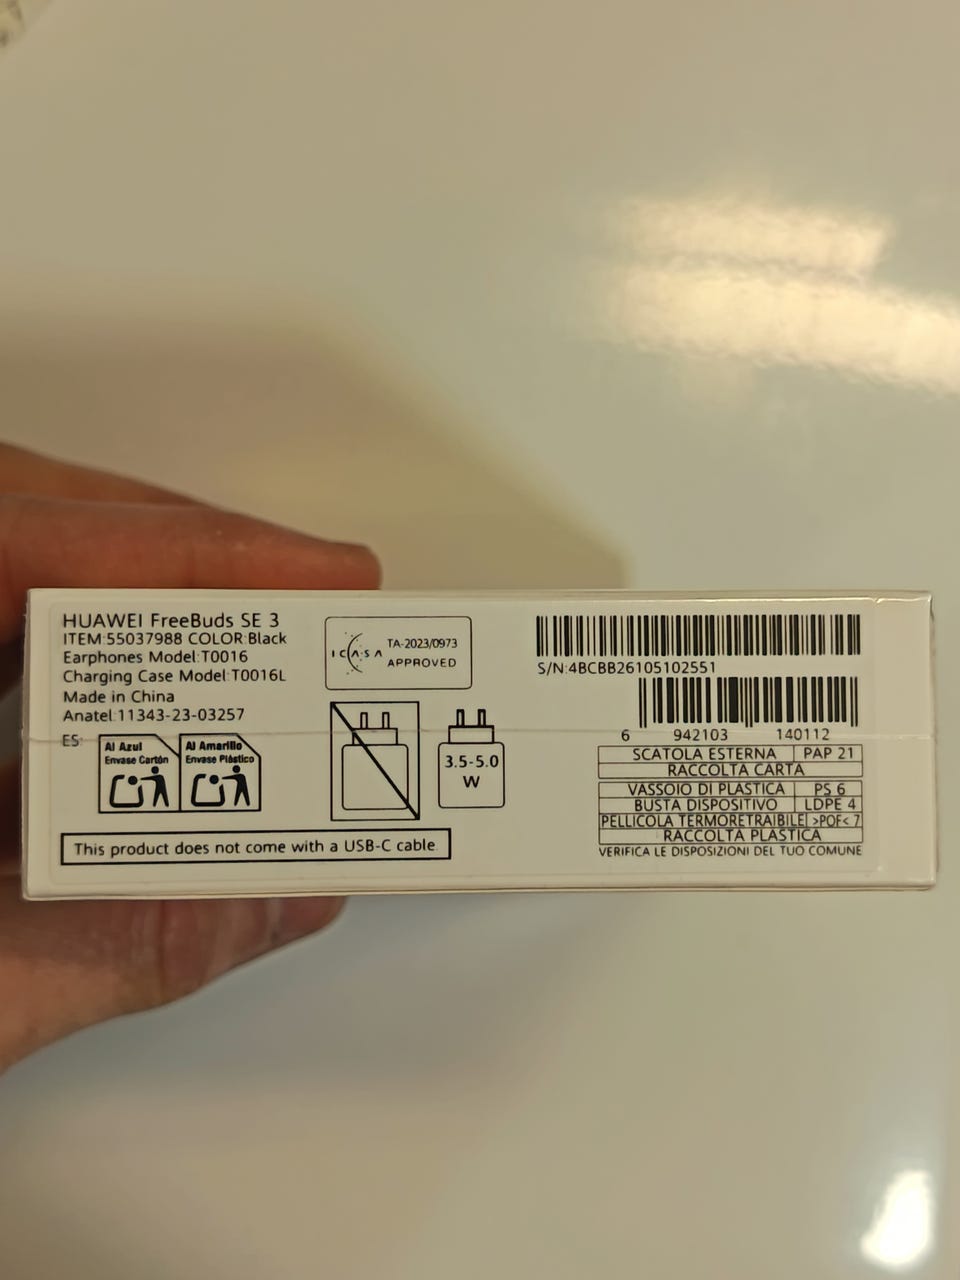 HUAWEI FreeBuds SE 3
ITEM:55037988 COLOR:Black
Earphones Model:T0016
Charging Case Model:T0016L
Made in China
Anatel:11343-23-03257
ES:
Al Azul
Envase Cartón
Al Amarillo
Envase Plástico
This product does not come with a USB-C cable.
ICASA
TA-2023/0973
APPROVED
3.5-5.0
W
S/N:4BCBB26105102551
6 942103 140112
SCATOLA ESTERNA PAP 21
RACCOLTA CARTA
VASSOIO DI PLASTICA PS 6
BUSTA DISPOSITIVO LDPE 4
PELLICOLA TERMORETRAIBILE >POF< 7
RACCOLTA PLASTICA
VERIFICA LE DISPOSIZIONI DEL TUO COMUNE